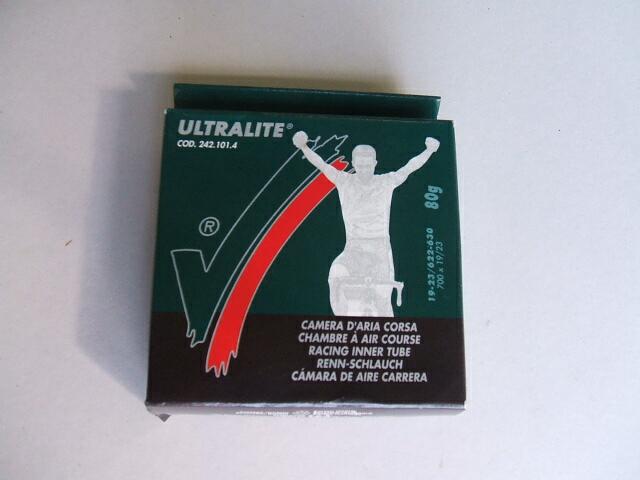 ULTRALITE®
COD. 242.101.4
®
80g
19-23/622-630
700 x 19/23
CAMERA D'ARIA CORSA
CHAMBRE À AIR COURSE
RACING INNER TUBE
RENN-SCHLAUCH
CÁMARA DE AIRE CARRERA